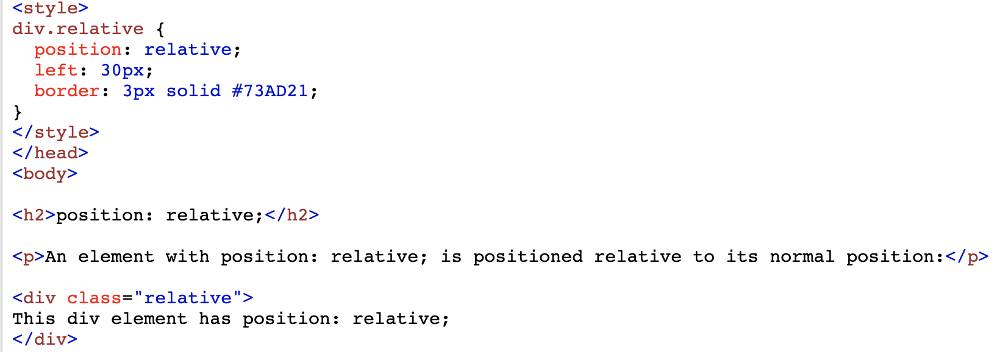 <style>
div.relative {
  position: relative;
  left: 30px;
  border: 3px solid #73AD21;
}
</style>
</head>
<body>
<h2>position: relative;</h2>
<p>An element with position: relative; is positioned relative to its normal position:</p>
<div class="relative">
This div element has position: relative;
</div>